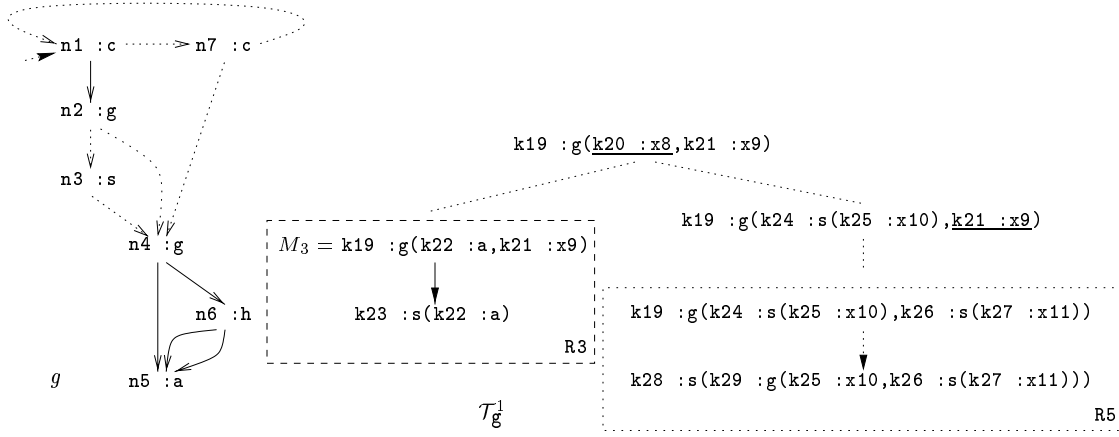 n1 :c
n7 :c
n2 :g
n3 :s
n4 :g
n6 :h
n5 :a
g
k19 :g(k20 :x8,k21 :x9)
k19 :g(k24 :s(k25 :x10),k21 :x9)
M₃ = k19 :g(k22 :a,k21 :x9)
k23 :s(k22 :a)
R3
k19 :g(k24 :s(k25 :x10),k26 :s(k27 :x11))
k28 :s(k29 :g(k25 :x10,k26 :s(k27 :x11)))
R5
𝒯g¹